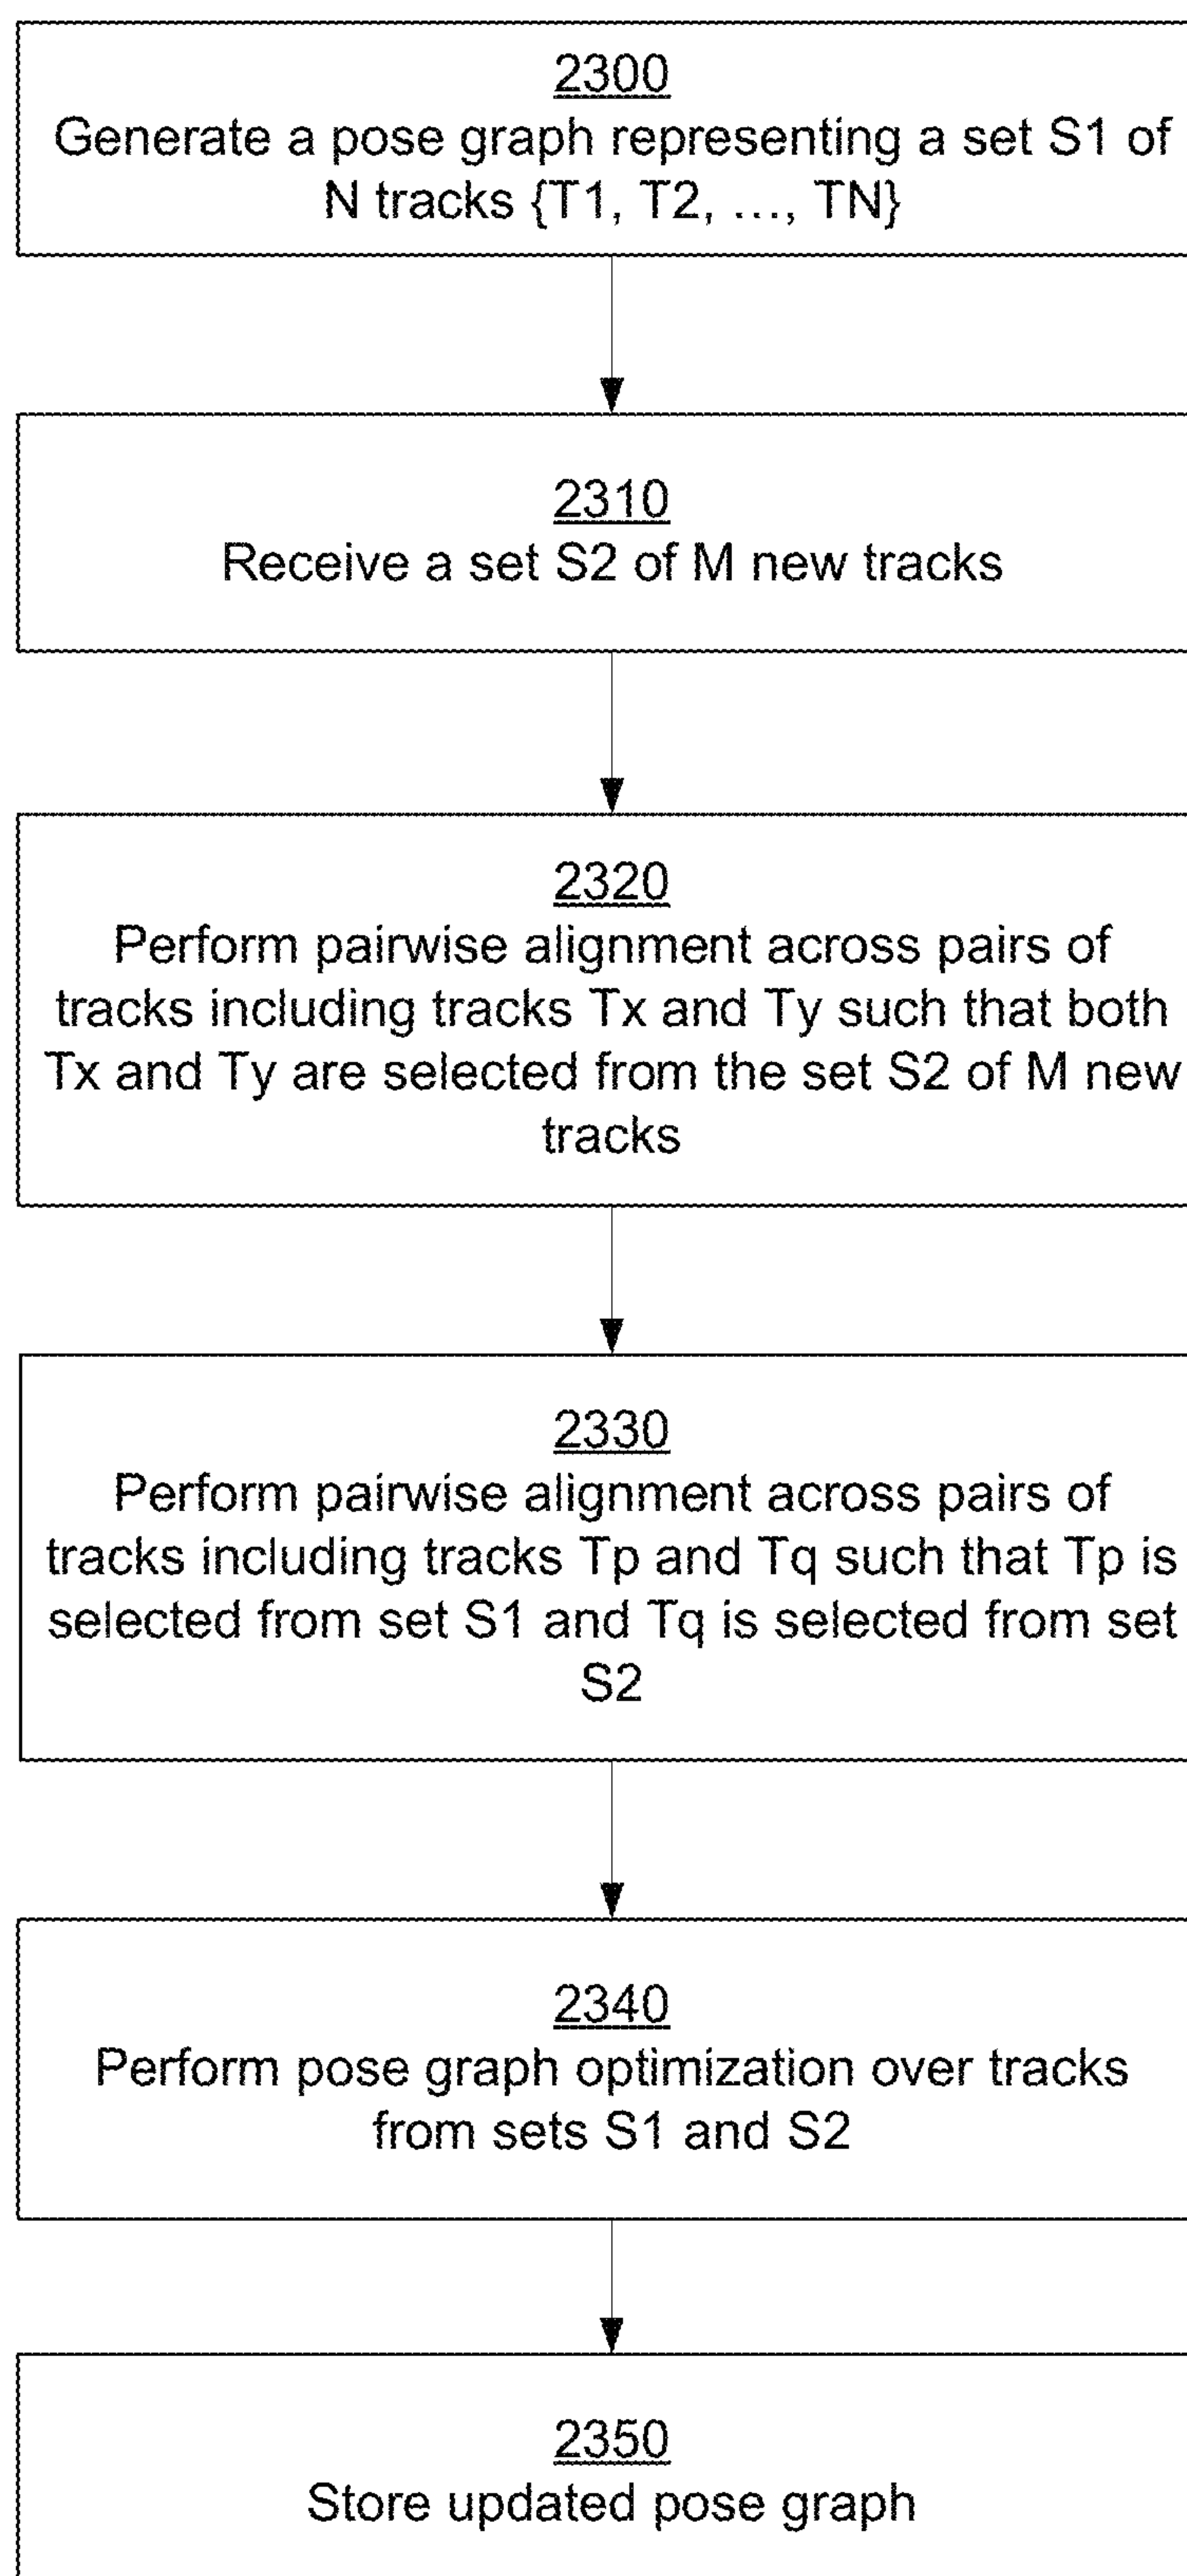 2300
Generate a pose graph representing a set S1 of
N tracks {T1, T2, …, TN}
2310
Receive a set S2 of M new tracks
2320
Perform pairwise alignment across pairs of
tracks including tracks Tx and Ty such that both
Tx and Ty are selected from the set S2 of M new
tracks
2330
Perform pairwise alignment across pairs of
tracks including tracks Tp and Tq such that Tp is
selected from set S1 and Tq is selected from set
S2
2340
Perform pose graph optimization over tracks
from sets S1 and S2
2350
Store updated pose graph